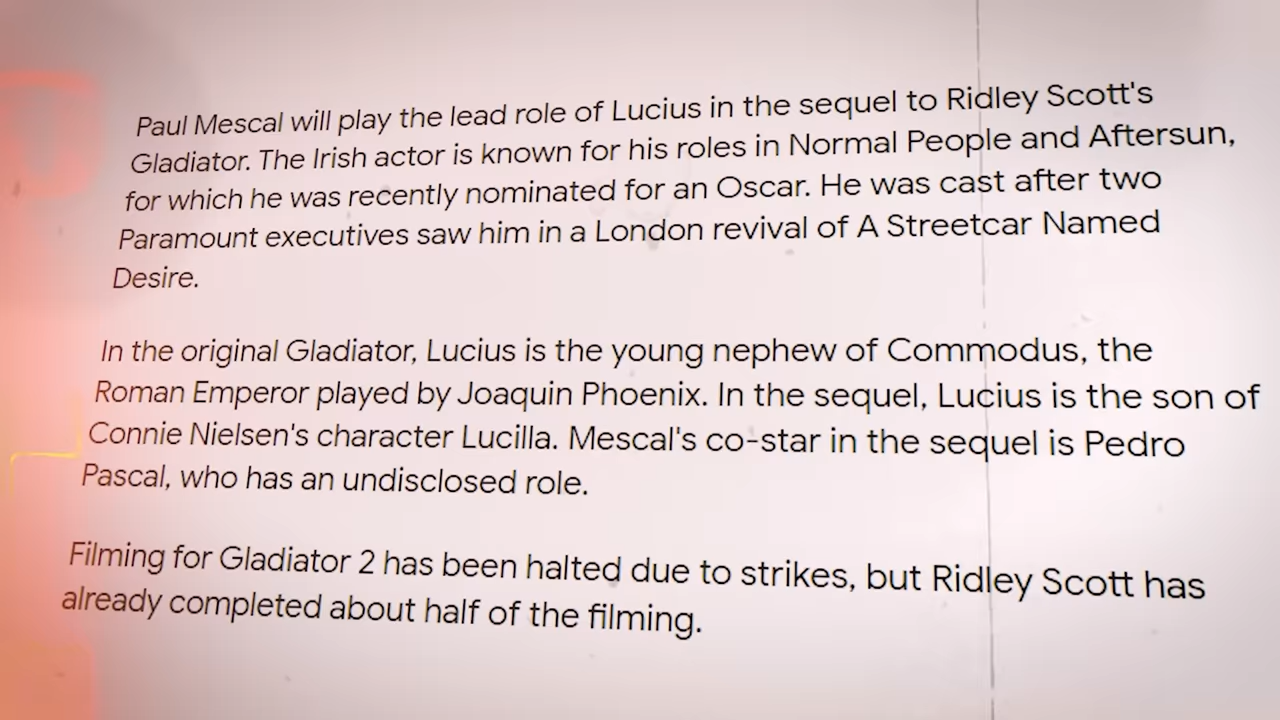 Paul Mescal will play the lead role of Lucius in the sequel to Ridley Scott's
Gladiator. The Irish actor is known for his roles in Normal People and Aftersun,
for which he was recently nominated for an Oscar. He was cast after two
Paramount executives saw him in a London revival of A Streetcar Named
Desire.
In the original Gladiator, Lucius is the young nephew of Commodus, the
Roman Emperor played by Joaquin Phoenix. In the sequel, Lucius is the son of
Connie Nielsen's character Lucilla. Mescal's co-star in the sequel is Pedro
Pascal, who has an undisclosed role.
Filming for Gladiator 2 has been halted due to strikes, but Ridley Scott has
already completed about half of the filming.